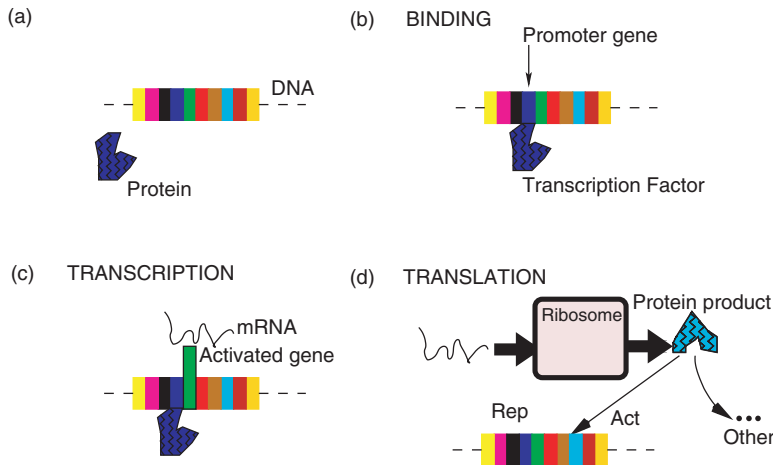 (a)
DNA
Protein
(b) BINDING
Promoter gene
Transcription Factor
(c) TRANSCRIPTION
mRNA
Activated gene
(d) TRANSLATION
Protein product
Ribosome
Rep
Act
Other